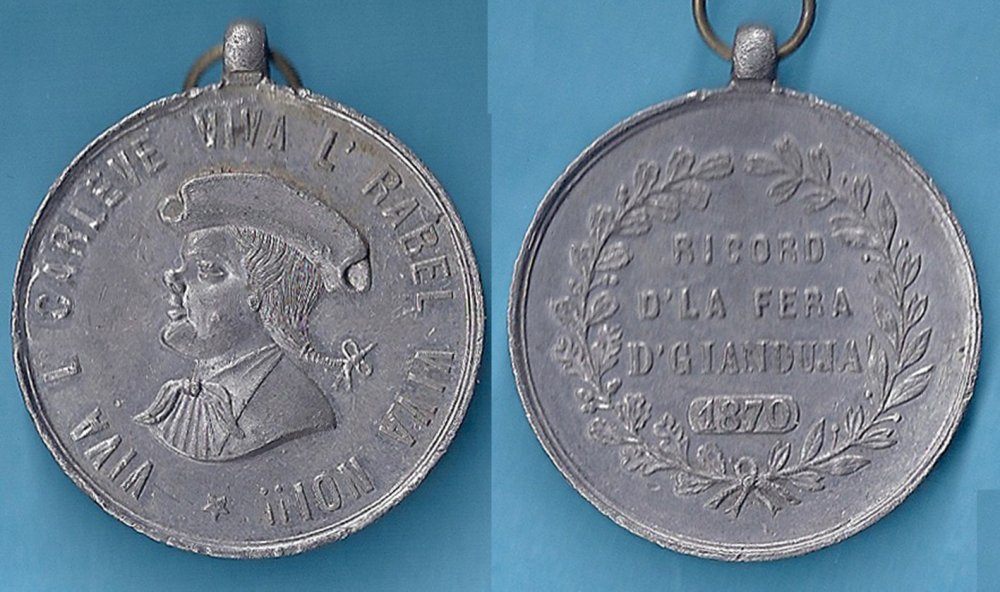 VIVA L' CARLEVE VIVA L' RABEL VIVA NOI!!
RICORD
D'LA FERA
D'GIANDUJA
1870